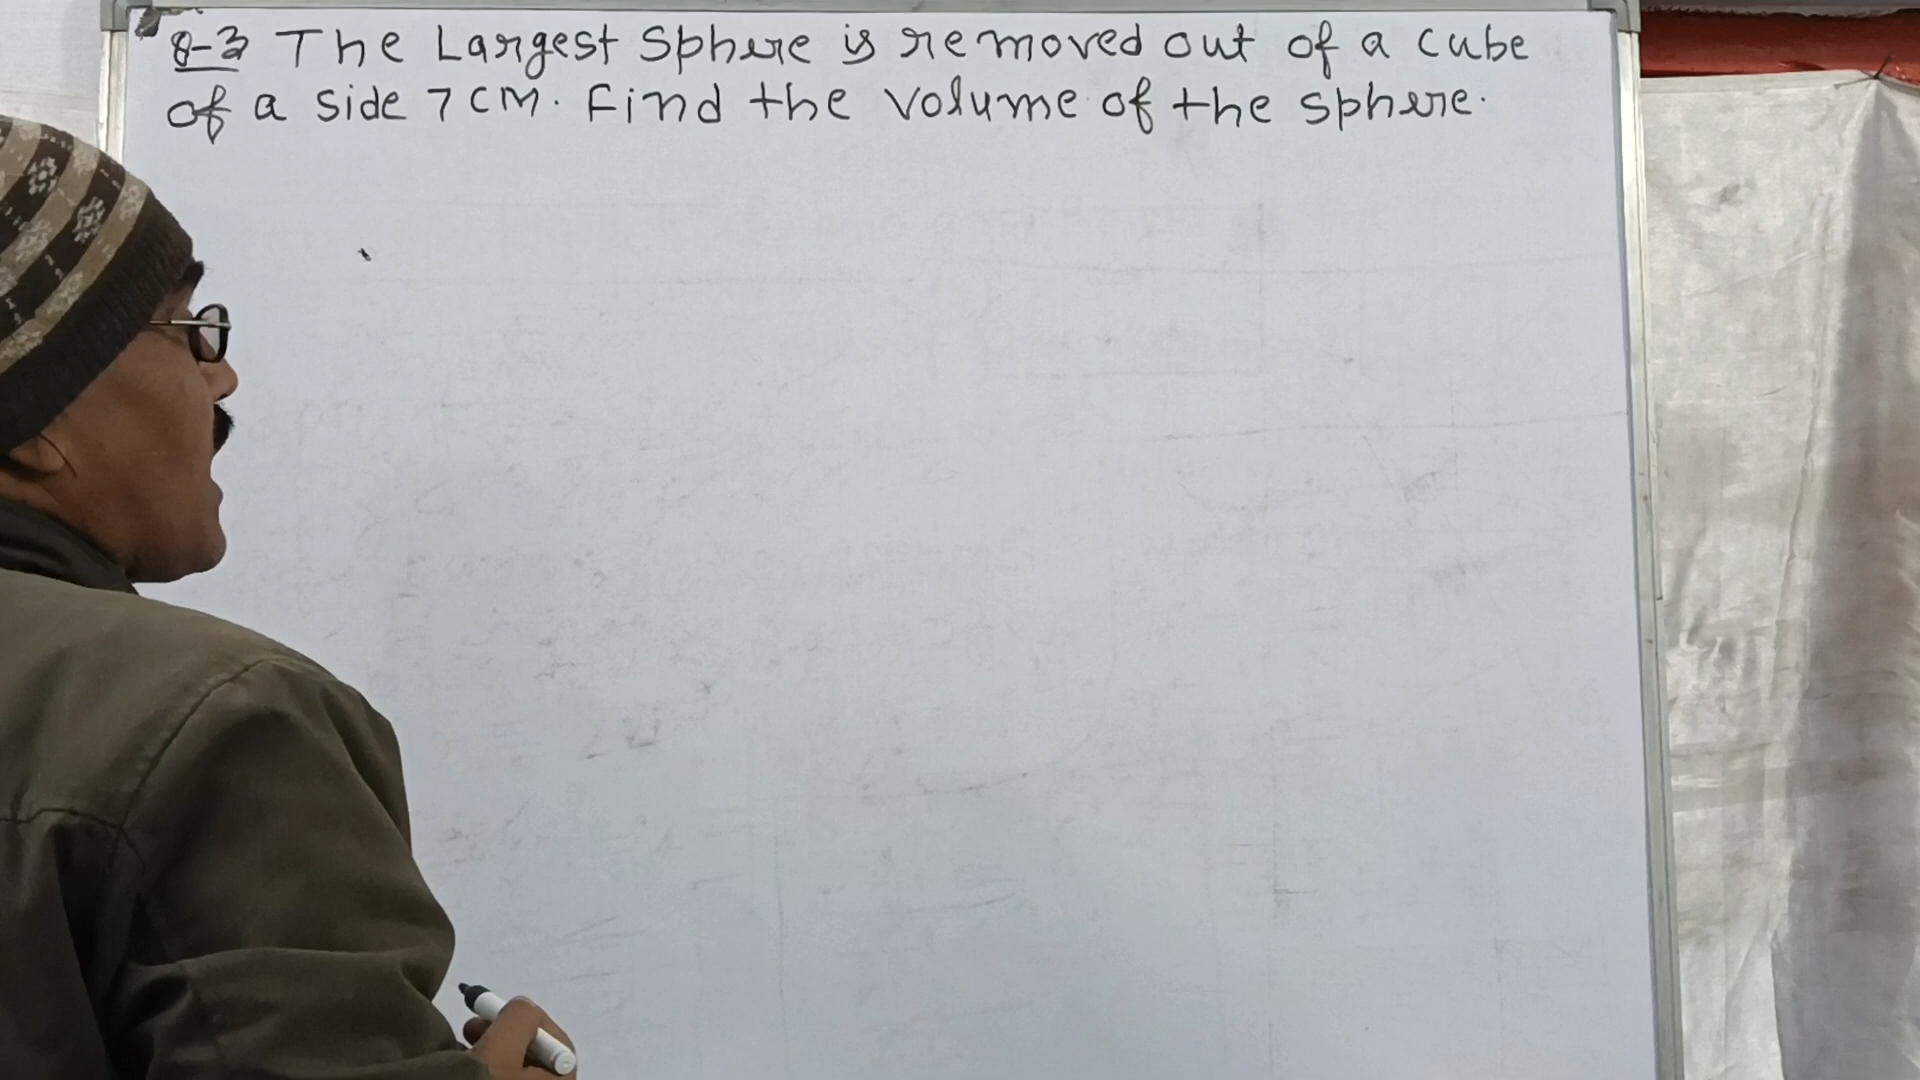 Q-3 The Largest Sphere is removed out of a cube
of a side 7 CM. Find the volume of the sphere.